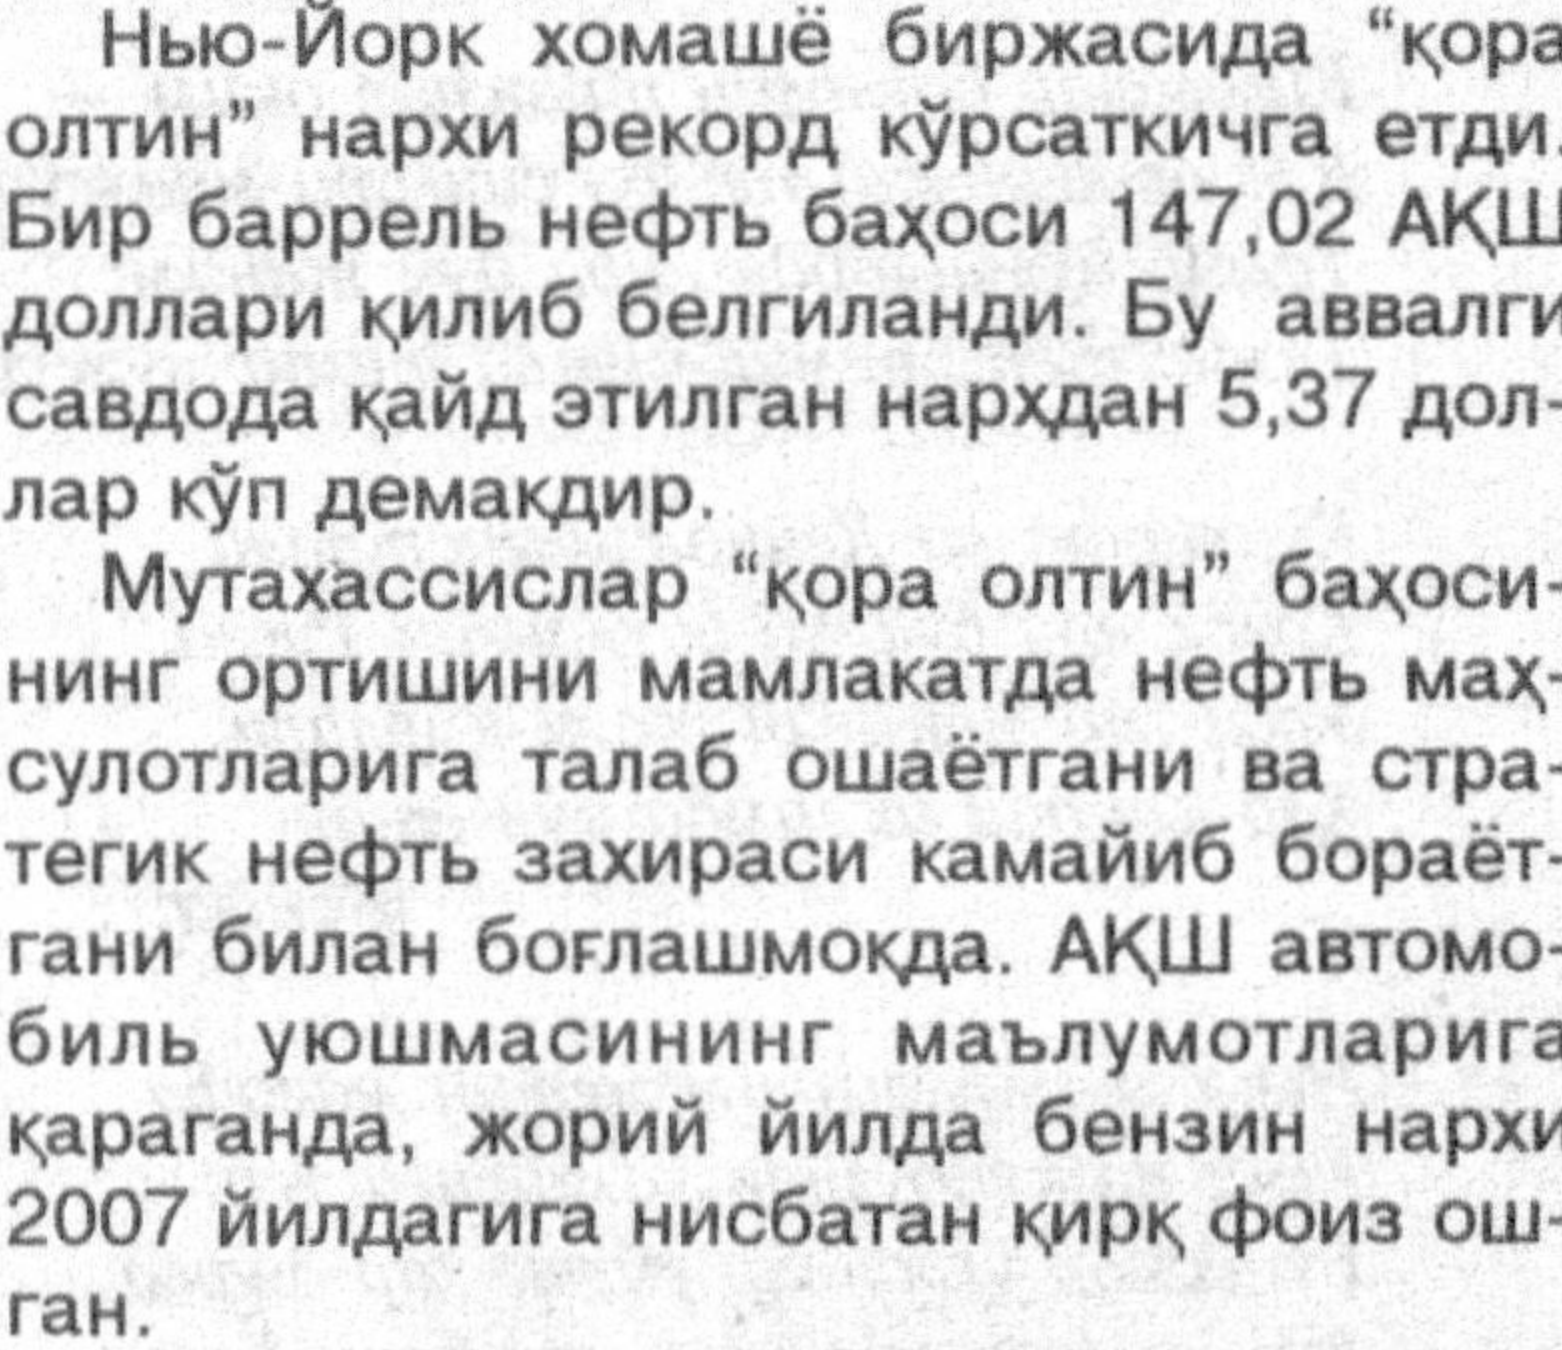 Нью-Йорк хомашё биржасида “қора
олтин” нархи рекорд кўрсаткичга етди.
Бир баррель нефть баҳоси 147,02 АҚШ
доллари қилиб белгиланди. Бу аввалги
савдода қайд этилган нарҳдан 5,37 дол-
лар кўп демақдир.
Мутахассислар “қора олтин” баҳоси-
нинг ортишини мамлакатда нефть маҳ-
сулотларига талаб ошаётгани ва стра-
тегик нефть захираси камайиб бораёт-
гани билан боғлашмоқда. АҚШ автомо-
биль уюшмасининг маълумотларига
қараганда, жорий йилда бензин нархи
2007 йилдагига нисбатан қирқ фоиз ош-
ган.